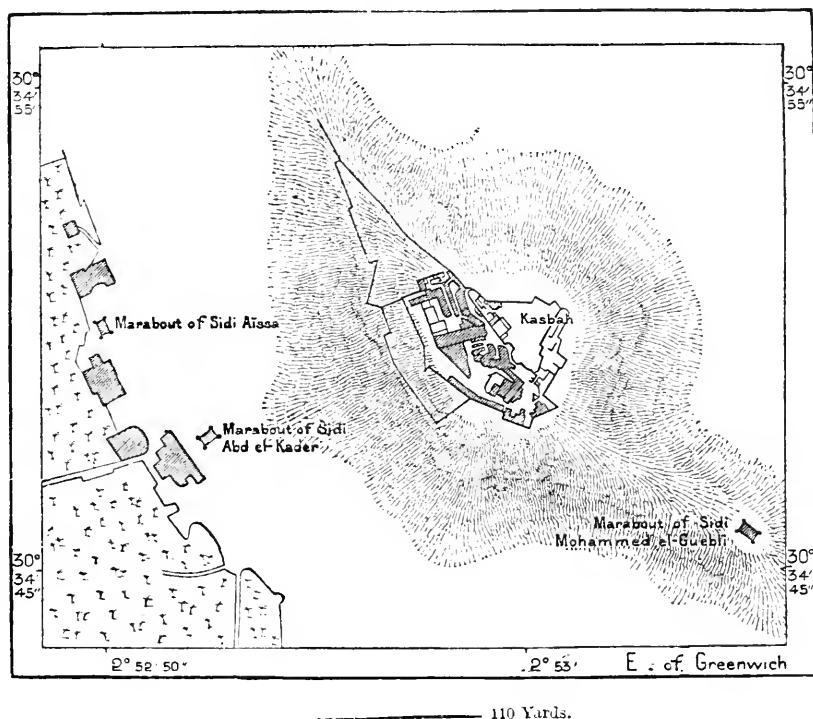 30°
34'
55"
30°
34'
55"
Kasbah
Marabout of Sidi Aïssa
Marabout of Sidi
Abd el-Kader
Marabout of Sidi
Mohammed el-Guebli
30°
34'
45"
30°
34'
45"
2° 52' 50"
2° 53'
E. of Greenwich
110 Yards.